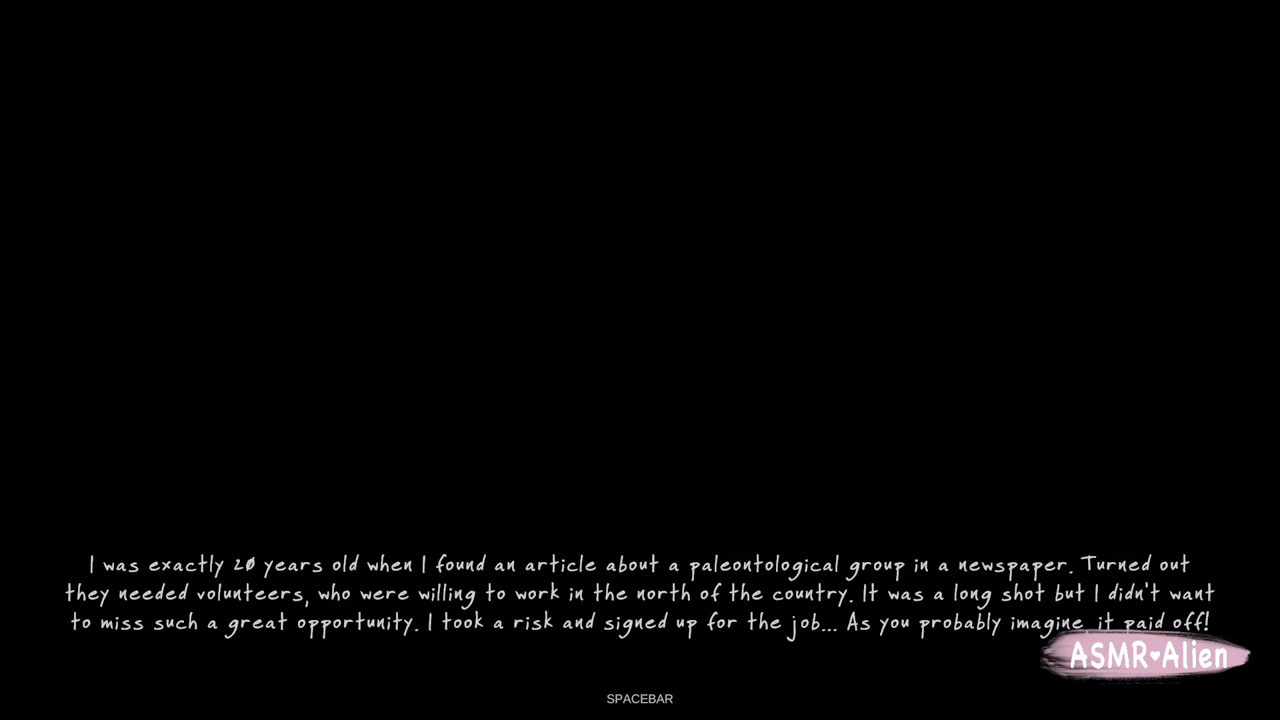 I was exactly 20 years old when I found an article about a paleontological group in a newspaper. Turned out
they needed volunteers, who were willing to work in the north of the country. It was a long shot but I didn't want
to miss such a great opportunity. I took a risk and signed up for the job... As you probably imagine, it paid off!
ASMR♥Alien
SPACEBAR